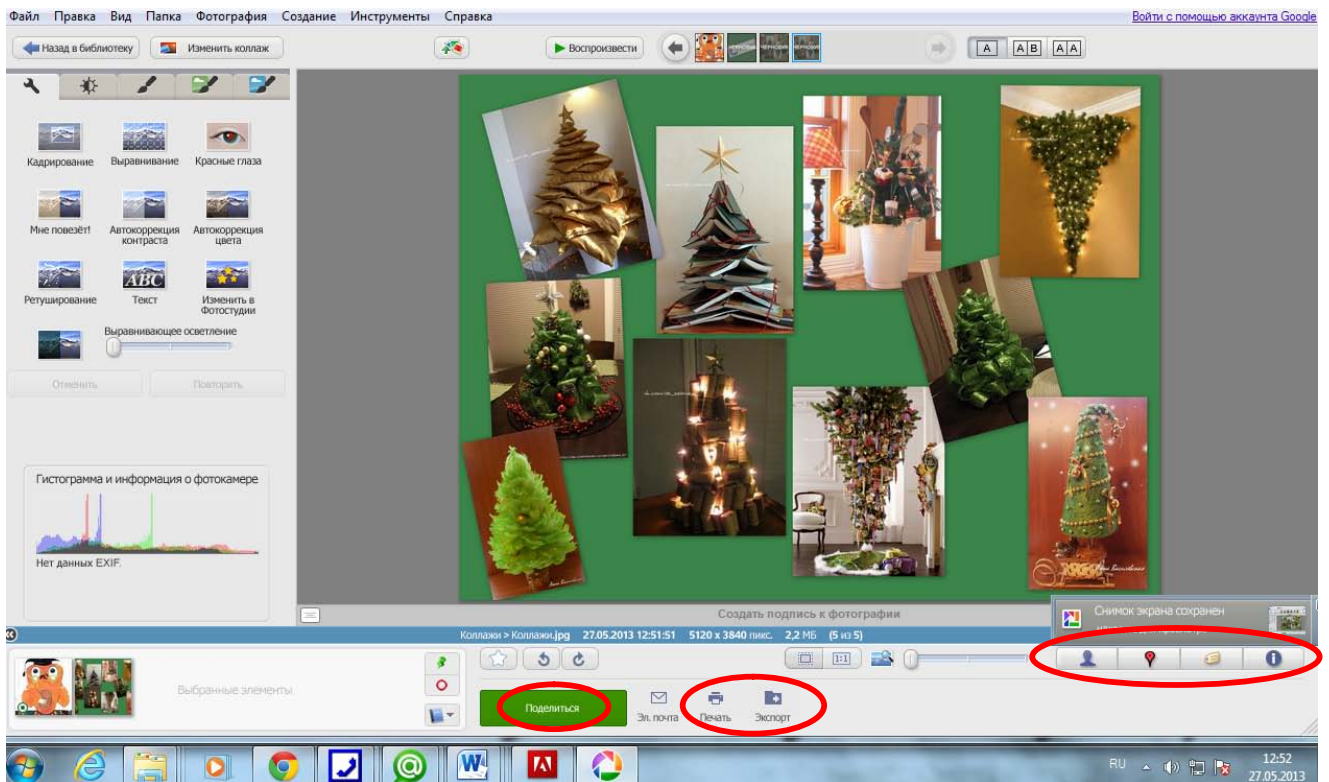 Файл Правка Вид Папка Фотография Создание Инструменты Справка
Войти с помощью аккаунта Google
Назад в библиотеку
Изменить коллаж
Воспроизвести
A
A B
A A
Кадрирование
Выравнивание
Красные глаза
Мне повезёт!
Автокоррекция
контраста
Автокоррекция
цвета
Ретуширование
ABC
Текст
Изменить в
Фотостудии
Выравнивающее осветление
Отменить
Повторить
Гистограмма и информация о фотокамере
Нет данных EXIF.
Создать подпись к фотографии
Снимок экрана сохранен
Коллажи > Коллажи.jpg 27.05.2013 12:51:51 5120 x 3840 пикс. 2,2 МБ (5 из 5)
1:1
Выбранные элементы
Поделиться
Эл. почта
Печать
Экспорт
RU
12:52
27.05.2013